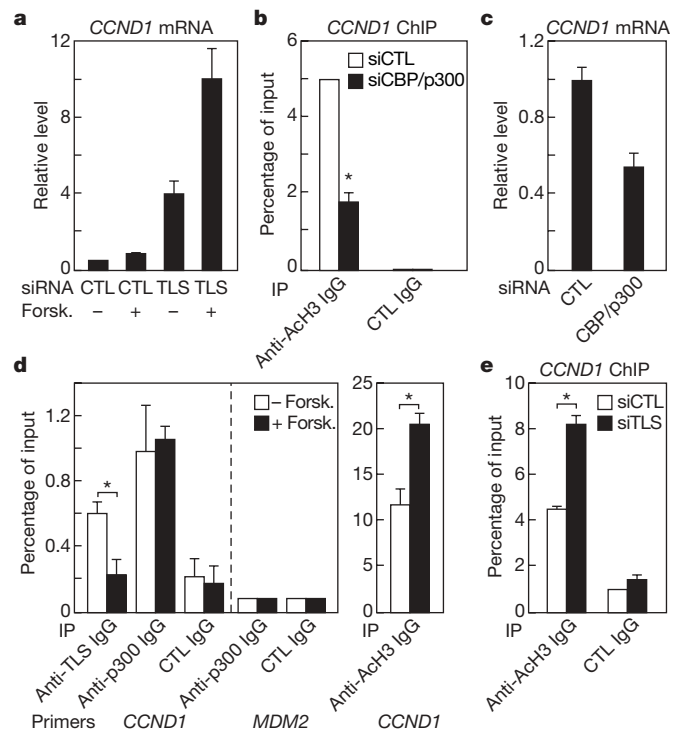 a
CCND1 mRNA
Relative level
12
8
4
0
siRNA CTL CTL TLS TLS
Forsk. – + – +
b
CCND1 ChIP
Percentage of input
6
4
2
0
siCTL
siCBP/p300
*
IP
Anti-AcH3 IgG
CTL IgG
c
CCND1 mRNA
Relative level
1.2
0.8
0.4
0
siRNA
CTL
CBP/p300
d
Percentage of input
1.2
0.8
0.4
0
– Forsk.
+ Forsk.
*
IP
Anti-TLS IgG
Anti-p300 IgG
CTL IgG
Anti-p300 IgG
CTL IgG
Primers CCND1 MDM2
25
20
15
10
5
0
*
IP
Anti-AcH3 IgG
CCND1
e
CCND1 ChIP
Percentage of input
10
8
6
4
2
0
siCTL
siTLS
*
IP
Anti-AcH3 IgG
CTL IgG